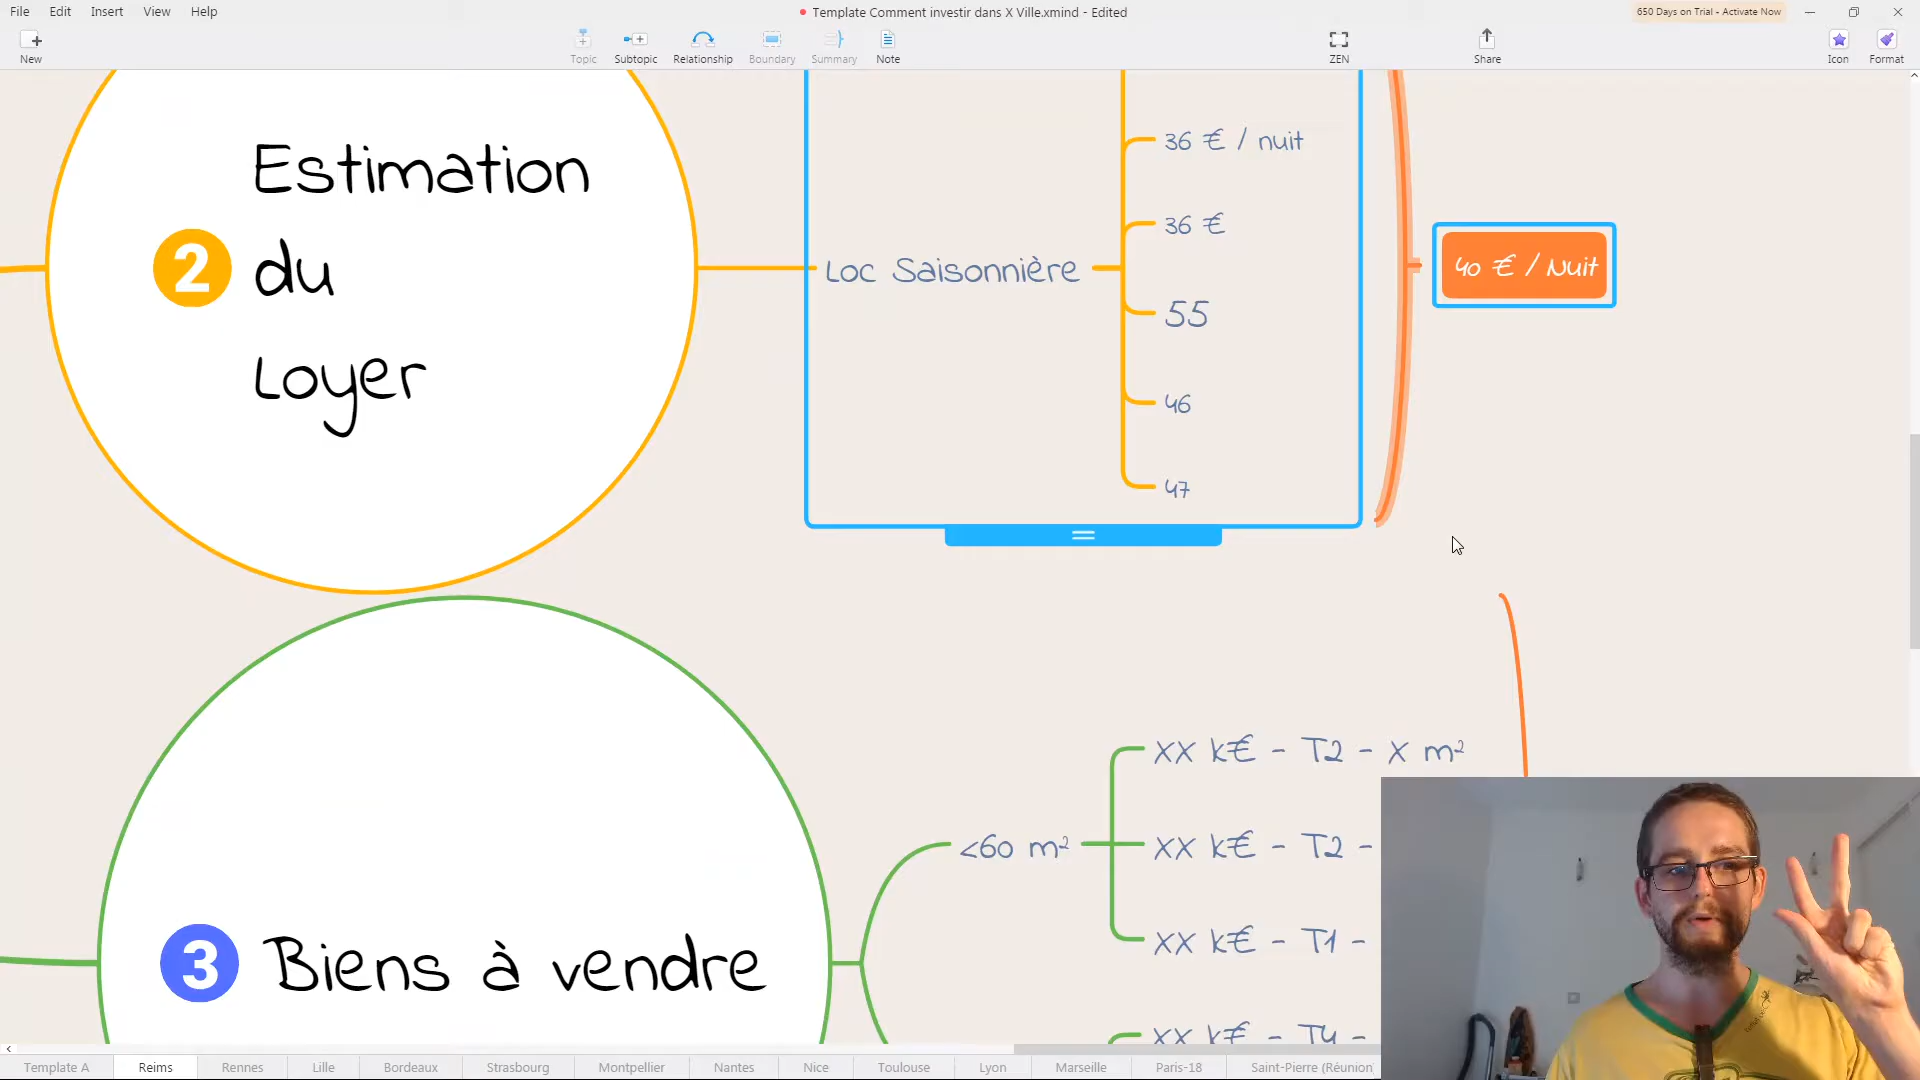 File Edit Insert View Help
Template Comment investir dans X Ville.xmind - Edited
650 Days on Trial - Activate Now
New
Topic Subtopic Relationship Boundary Summary Note
ZEN
Share
Icon Format
2 Estimation
du
Loyer
Loc Saisonnière
36 € / nuit
36 €
55
46
47
40 € / Nuit
3 Biens à vendre
<60 m²
XX k€ - T2 - X m²
XX k€ - T2 -
XX k€ - T1 -
XX k€ - T4 -
Template A Reims Rennes Lille Bordeaux Strasbourg Montpellier Nantes Nice Toulouse Lyon Marseille Paris-18 Saint-Pierre (Réunion)